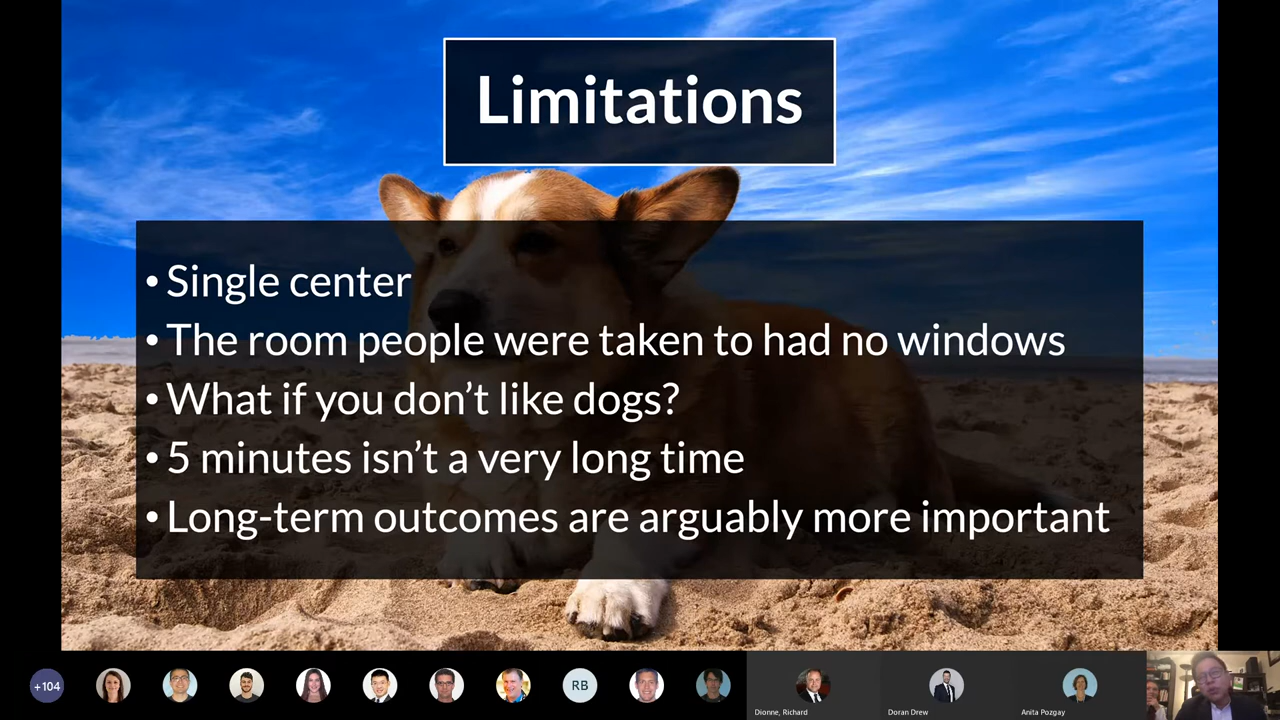 Limitations
• Single center
• The room people were taken to had no windows
• What if you don’t like dogs?
• 5 minutes isn’t a very long time
• Long-term outcomes are arguably more important
+104
RB
Dionne, Richard
Doran Drew
Anita Pozgay